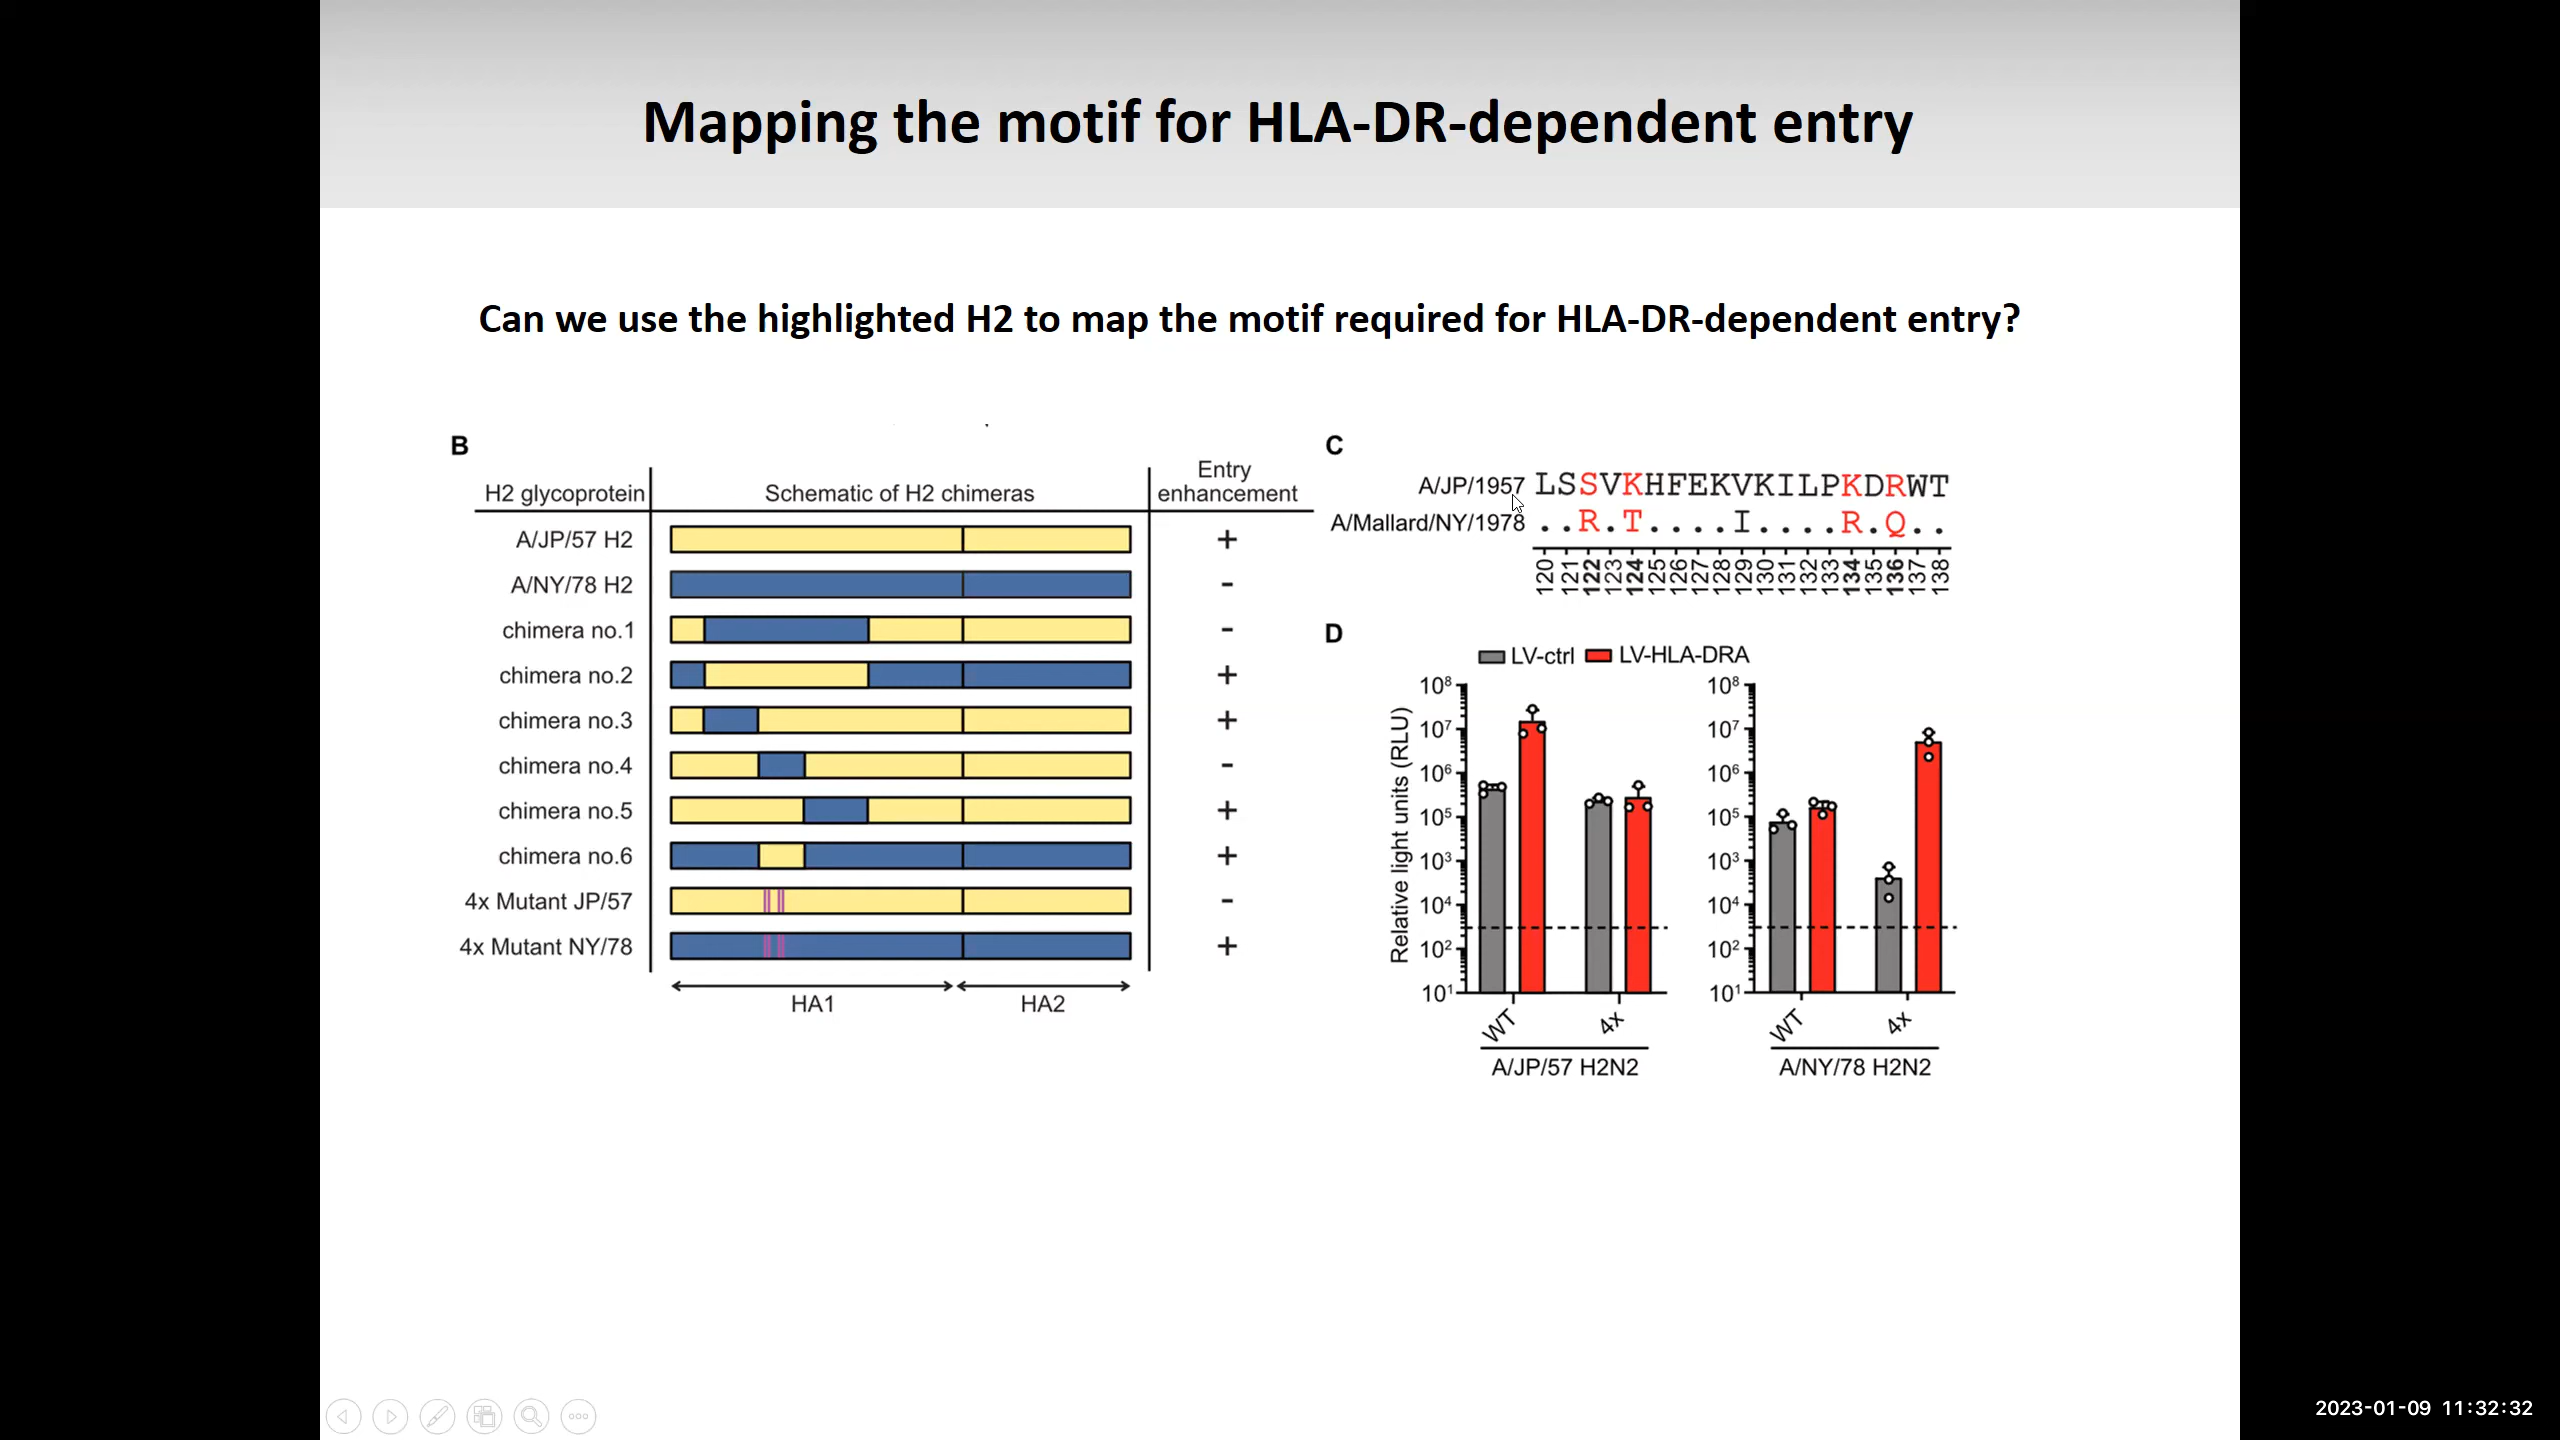 Mapping the motif for HLA-DR-dependent entry
Can we use the highlighted H2 to map the motif required for HLA-DR-dependent entry?
B
H2 glycoprotein
Schematic of H2 chimeras
Entry
enhancement
A/JP/57 H2 +
A/NY/78 H2 -
chimera no.1 -
chimera no.2 +
chimera no.3 +
chimera no.4 -
chimera no.5 +
chimera no.6 +
4x Mutant JP/57 -
4x Mutant NY/78 +
HA1 HA2
C
A/JP/1957 LSSVKHFEKVKILPKDRWT
A/Mallard/NY/1978 ..R.T....I....R.Q..
120 121 122 123 124 125 126 127 128 129 130 131 132 133 134 135 136 137 138
D
LV-ctrl LV-HLA-DRA
Relative light units (RLU)
10⁸
10⁷
10⁶
10⁵
10³
10⁴
10²
10¹
WT 4x
A/JP/57 H2N2
10⁸
10⁷
10⁶
10⁵
10³
10⁴
10²
10¹
WT 4x
A/NY/78 H2N2
2023-01-09 11:32:32